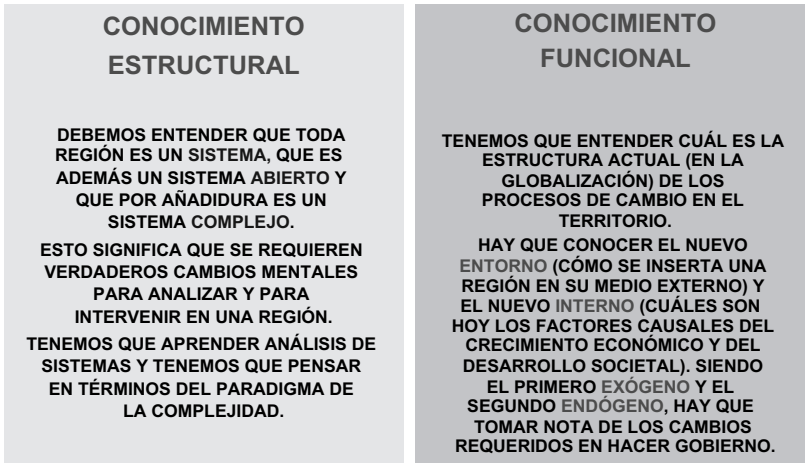 CONOCIMIENTO
ESTRUCTURAL
DEBEMOS ENTENDER QUE TODA
REGIÓN ES UN SISTEMA, QUE ES
ADEMÁS UN SISTEMA ABIERTO Y
QUE POR AÑADIDURA ES UN
SISTEMA COMPLEJO.
ESTO SIGNIFICA QUE SE REQUIEREN
VERDADEROS CAMBIOS MENTALES
PARA ANALIZAR Y PARA
INTERVENIR EN UNA REGIÓN.
TENEMOS QUE APRENDER ANÁLISIS DE
SISTEMAS Y TENEMOS QUE PENSAR
EN TÉRMINOS DEL PARADIGMA DE
LA COMPLEJIDAD.
CONOCIMIENTO
FUNCIONAL
TENEMOS QUE ENTENDER CUÁL ES LA
ESTRUCTURA ACTUAL (EN LA
GLOBALIZACIÓN) DE LOS
PROCESOS DE CAMBIO EN EL
TERRITORIO.
HAY QUE CONOCER EL NUEVO
ENTORNO (CÓMO SE INSERTA UNA
REGIÓN EN SU MEDIO EXTERNO) Y
EL NUEVO INTERNO (CUÁLES SON
HOY LOS FACTORES CAUSALES DEL
CRECIMIENTO ECONÓMICO Y DEL
DESARROLLO SOCIETAL). SIENDO
EL PRIMERO EXÓGENO Y EL
SEGUNDO ENDÓGENO, HAY QUE
TOMAR NOTA DE LOS CAMBIOS
REQUERIDOS EN HACER GOBIERNO.